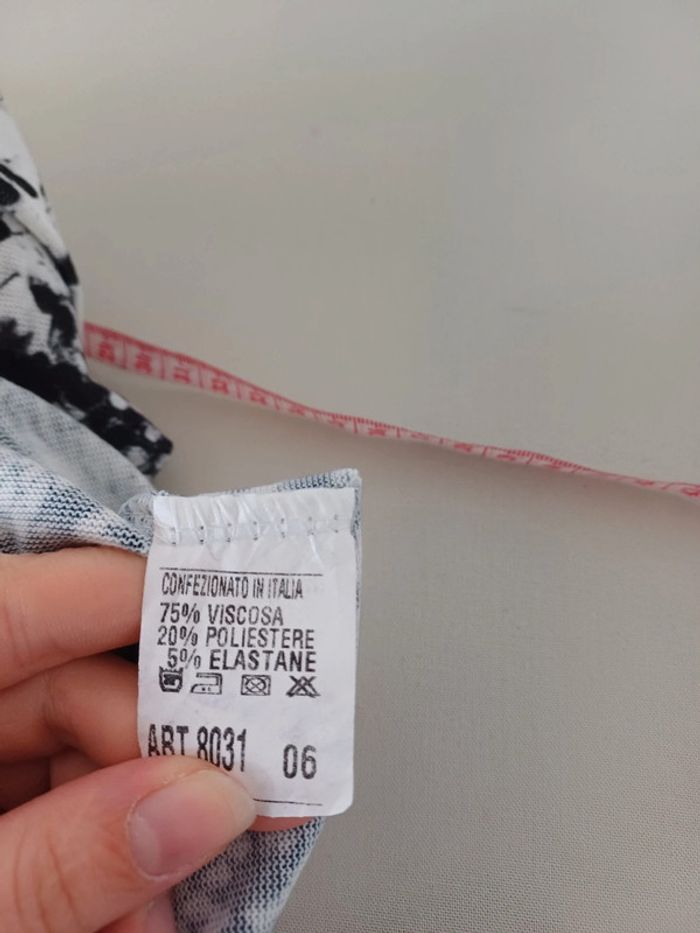 CONFEZIONATO IN ITALIA
75% VISCOSA
20% POLIESTERE
5% ELASTANE
ART 8031 06